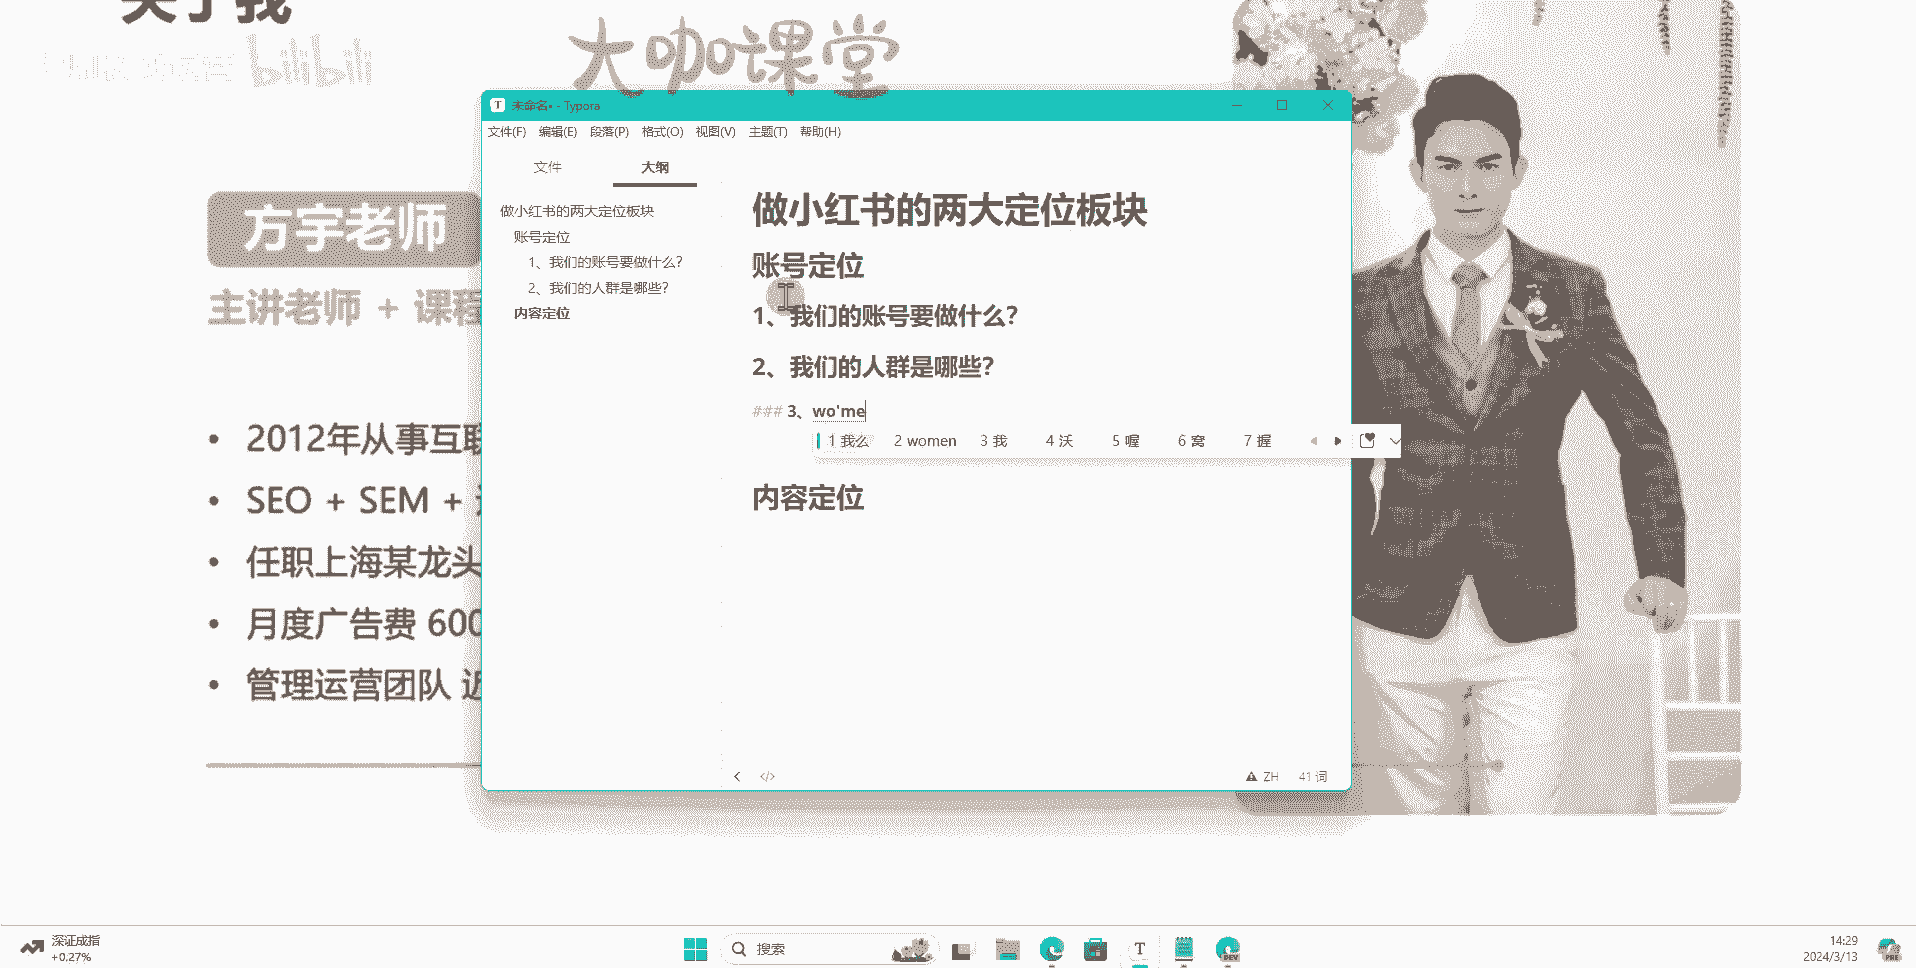 关于我
bilibili
大咖课堂
方宇老师
主讲老师 + 课程
2012年从事互联
SEO + SEM +
任职上海某龙头
月度广告费 600
管理运营团队 近
未命名• - Typora
文件(F) 编辑(E) 段落(P) 格式(O) 视图(V) 主题(T) 帮助(H)
文件 大纲
做小红书的两大定位板块
账号定位
1、我们的账号要做什么?
2、我们的人群是哪些?
内容定位
做小红书的两大定位板块
账号定位
1、我们的账号要做什么?
2、我们的人群是哪些?
### 3、wo'me
1 我么 2 women 3 我 4 沃 5 喔 6 窝 7 握
内容定位
ZH 41 词
深证成指
+0.27%
搜索
T
DEV
14:29
2024/3/13
PRE